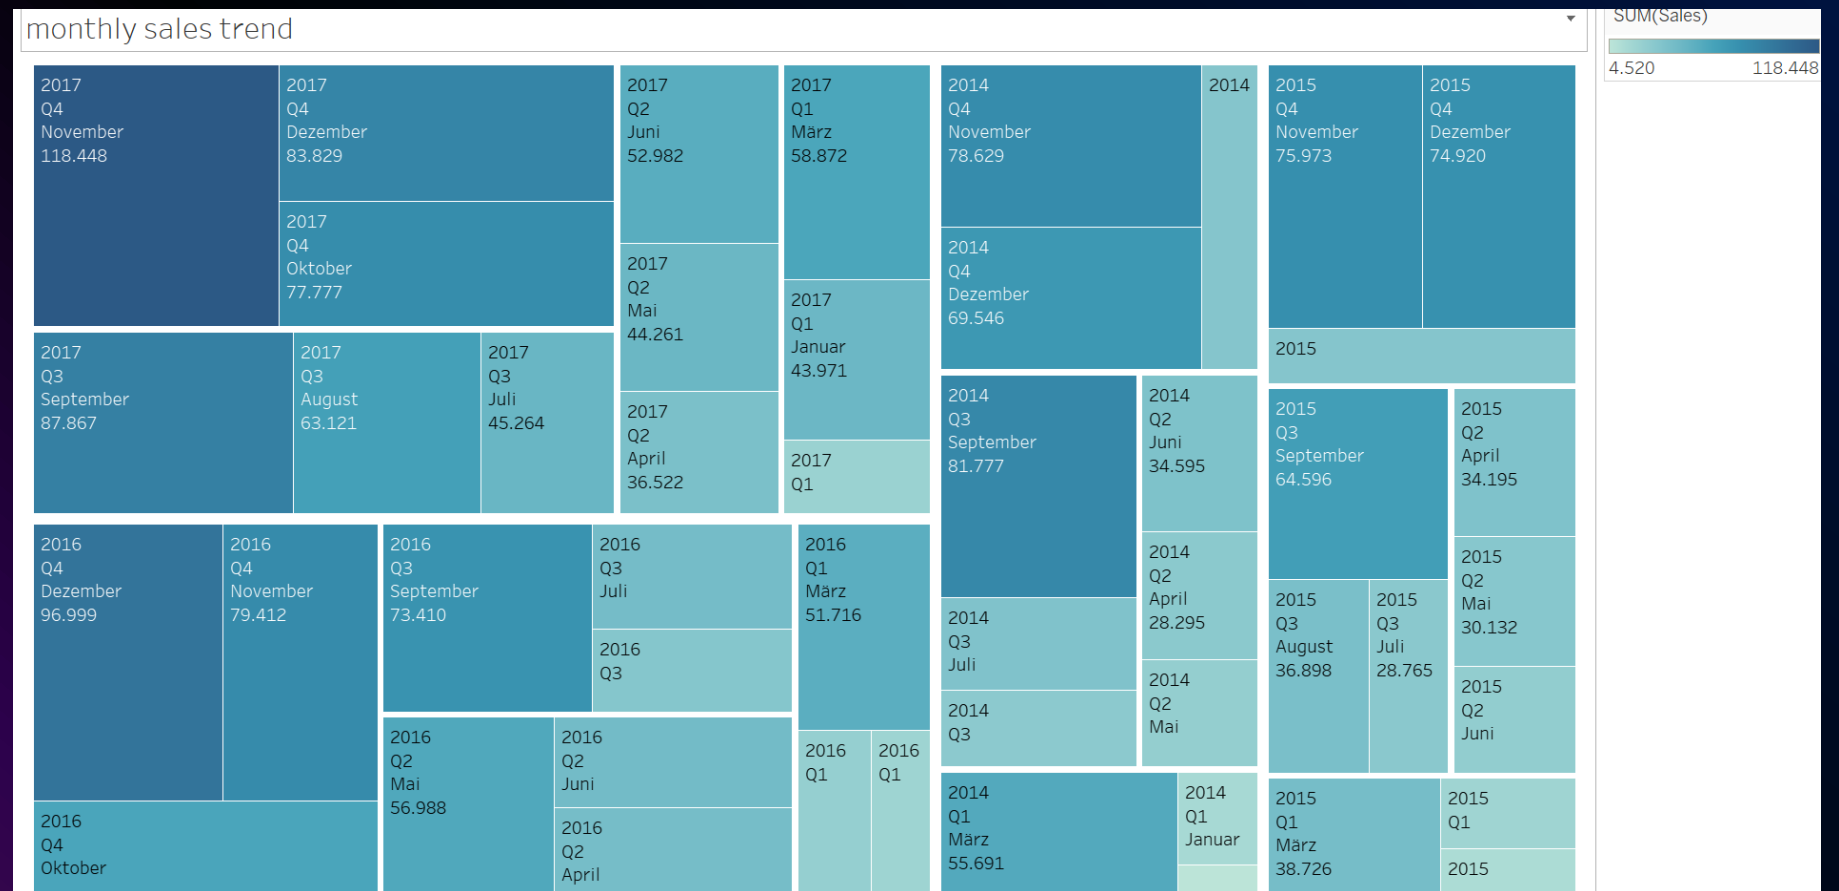 monthly sales trend
SUM(Sales)
4.520
118.448
2017
Q4
November
118.448
2017
Q4
Dezember
83.829
2017
Q4
Oktober
77.777
2017
Q3
September
87.867
2017
Q3
August
63.121
2017
Q3
Juli
45.264
2017
Q2
Juni
52.982
2017
Q2
Mai
44.261
2017
Q2
April
36.522
2017
Q1
März
58.872
2017
Q1
Januar
43.971
2017
Q1
2016
Q4
Dezember
96.999
2016
Q4
November
79.412
2016
Q4
Oktober
2016
Q3
September
73.410
2016
Q3
Juli
2016
Q3
2016
Q2
Mai
56.988
2016
Q2
Juni
2016
Q2
April
2016
Q1
März
51.716
2016
Q1
2016
Q1
2014
Q4
November
78.629
2014
Q4
Dezember
69.546
2014
2014
Q3
September
81.777
2014
Q3
Juli
2014
Q3
2014
Q2
Juni
34.595
2014
Q2
April
28.295
2014
Q2
Mai
2014
Q1
März
55.691
2014
Q1
Januar
2015
Q4
November
75.973
2015
Q4
Dezember
74.920
2015
2015
Q3
September
64.596
2015
Q3
August
36.898
2015
Q3
Juli
28.765
2015
Q2
April
34.195
2015
Q2
Mai
30.132
2015
Q2
Juni
2015
Q1
März
38.726
2015
Q1
2015